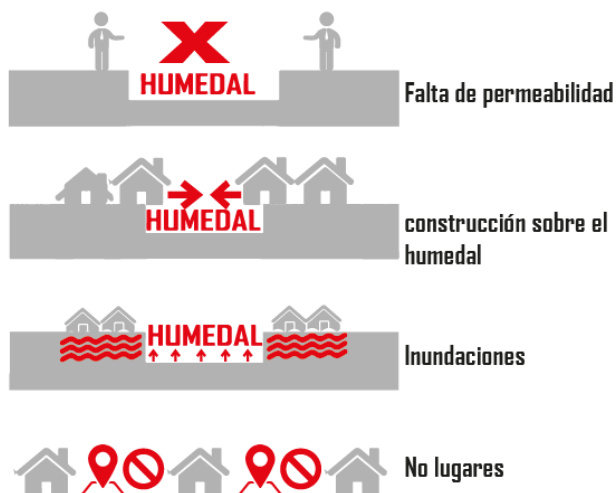 HUMEDAL
Falta de permeabilidad
HUMEDAL
construcción sobre el
humedal
HUMEDAL
Inundaciones
No lugares